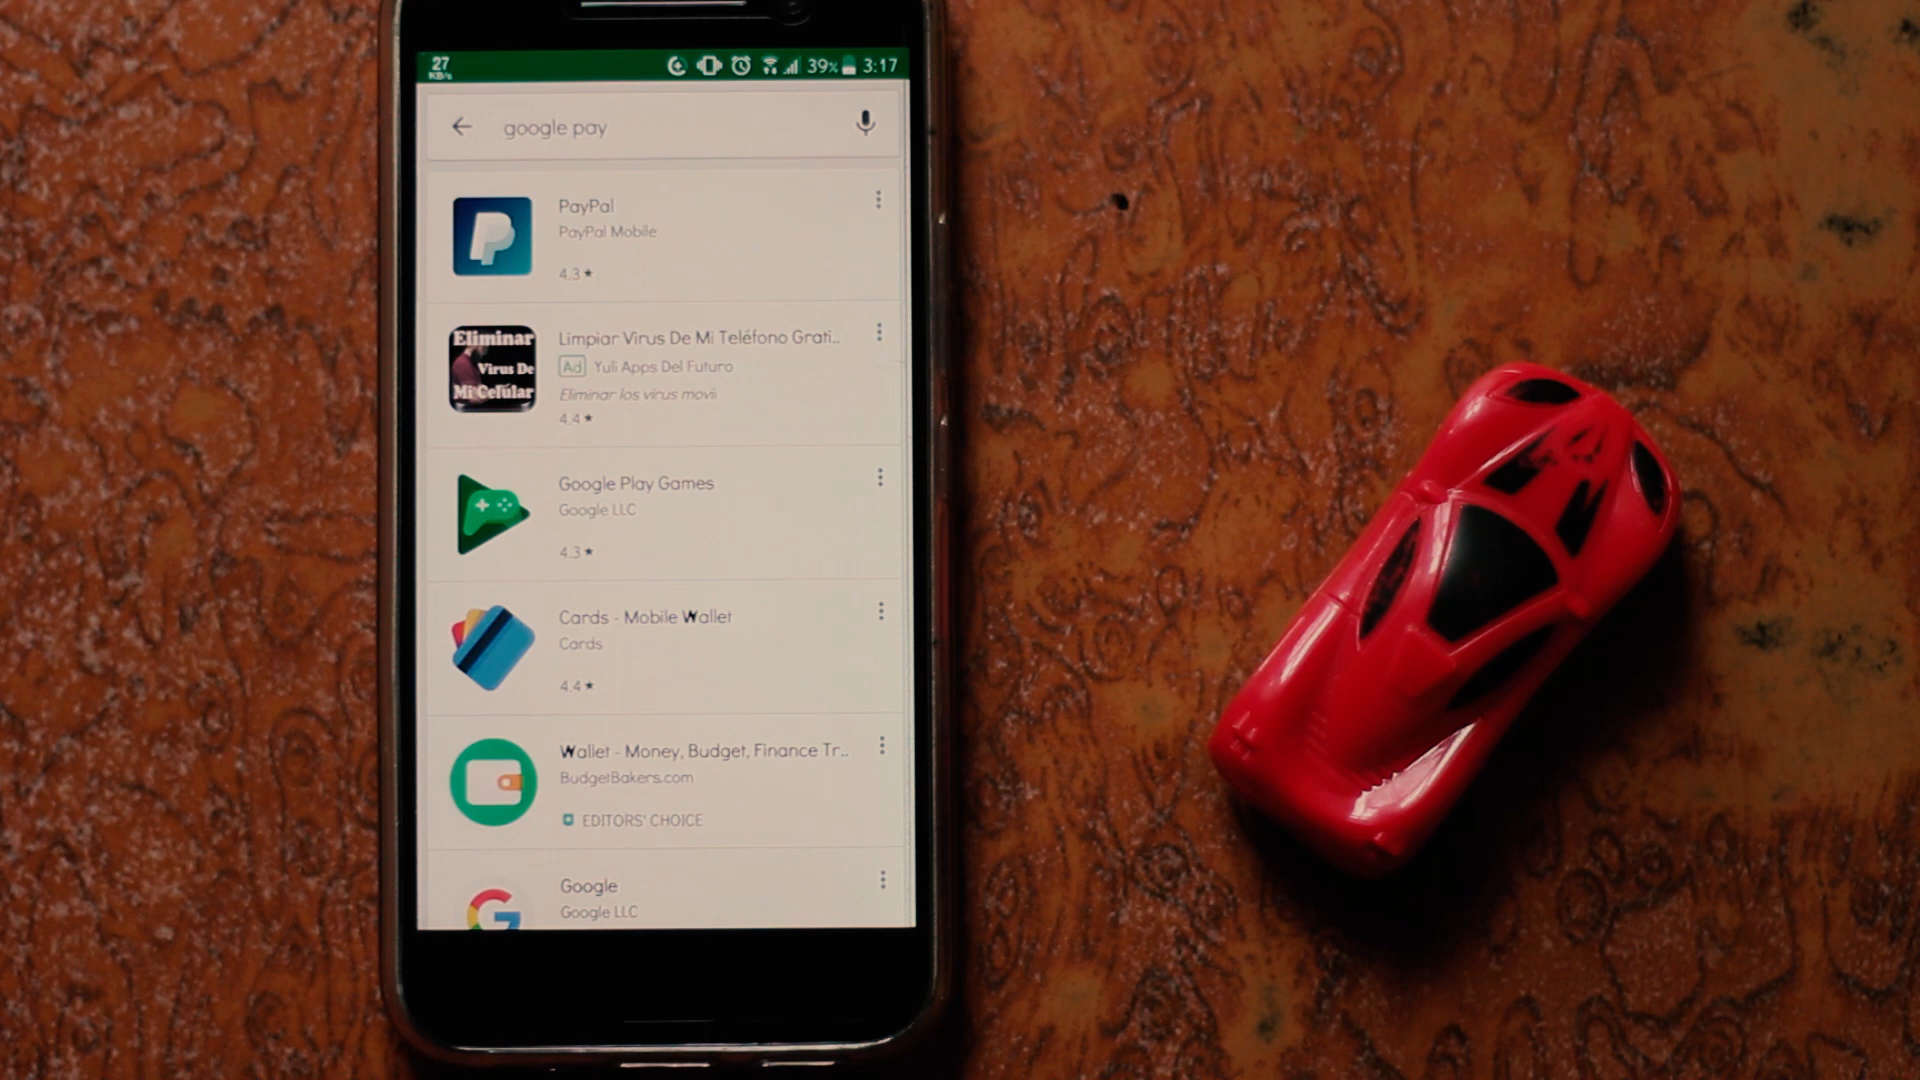 27
KB/s
39% 3:17
google pay
PayPal
PayPal Mobile
4.3★
Eliminar
Virus De
Mi Celular
Limpiar Virus De Mi Teléfono Grati..
Ad Yuli Apps Del Futuro
Eliminar los virus movil
4.4★
Google Play Games
Google LLC
4.3★
Cards - Mobile Wallet
Cards
4.4★
Wallet - Money, Budget, Finance Tr..
BudgetBakers.com
EDITORS' CHOICE
Google
Google LLC